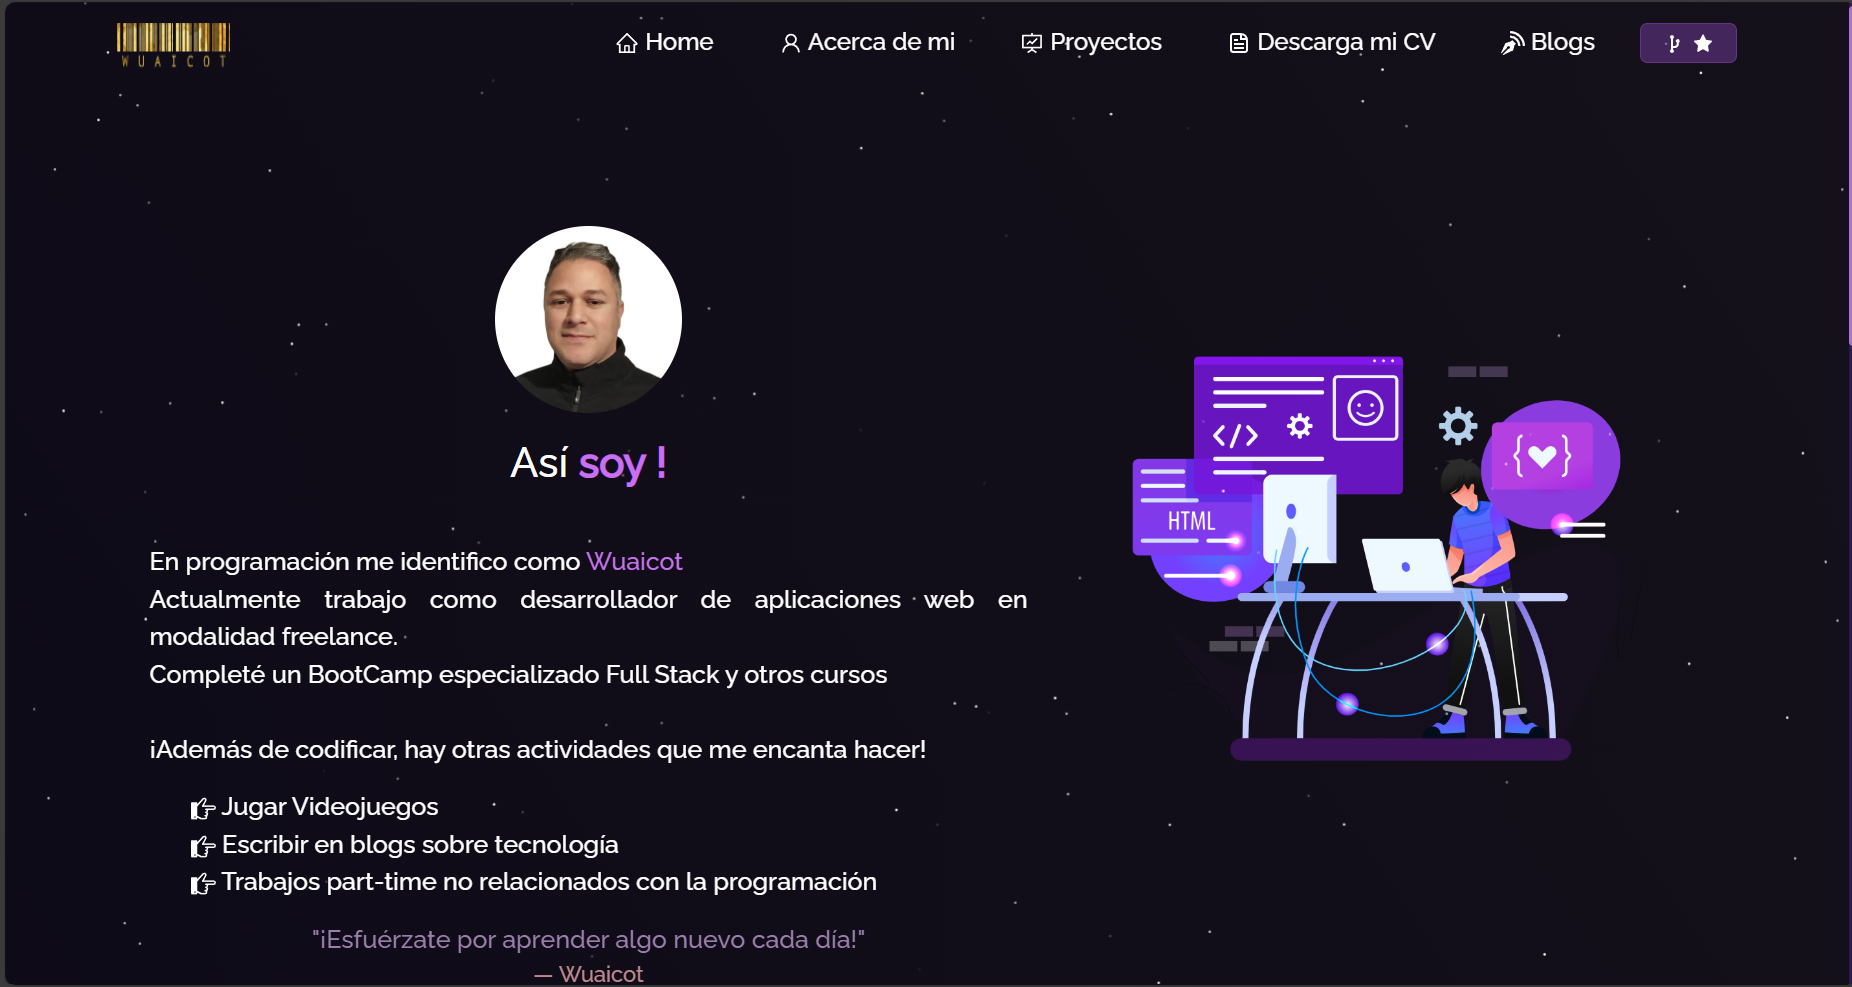 WUAICOT
Home
Acerca de mi
Proyectos
Descarga mi CV
Blogs
Así soy !
En programación me identifico como Wuaicot
Actualmente trabajo como desarrollador de aplicaciones web en
modalidad freelance.
Completé un BootCamp especializado Full Stack y otros cursos
¡Además de codificar, hay otras actividades que me encanta hacer!
Jugar Videojuegos
Escribir en blogs sobre tecnología
Trabajos part-time no relacionados con la programación
"¡Esfuérzate por aprender algo nuevo cada día!"
— Wuaicot
</>
HTML
{ }